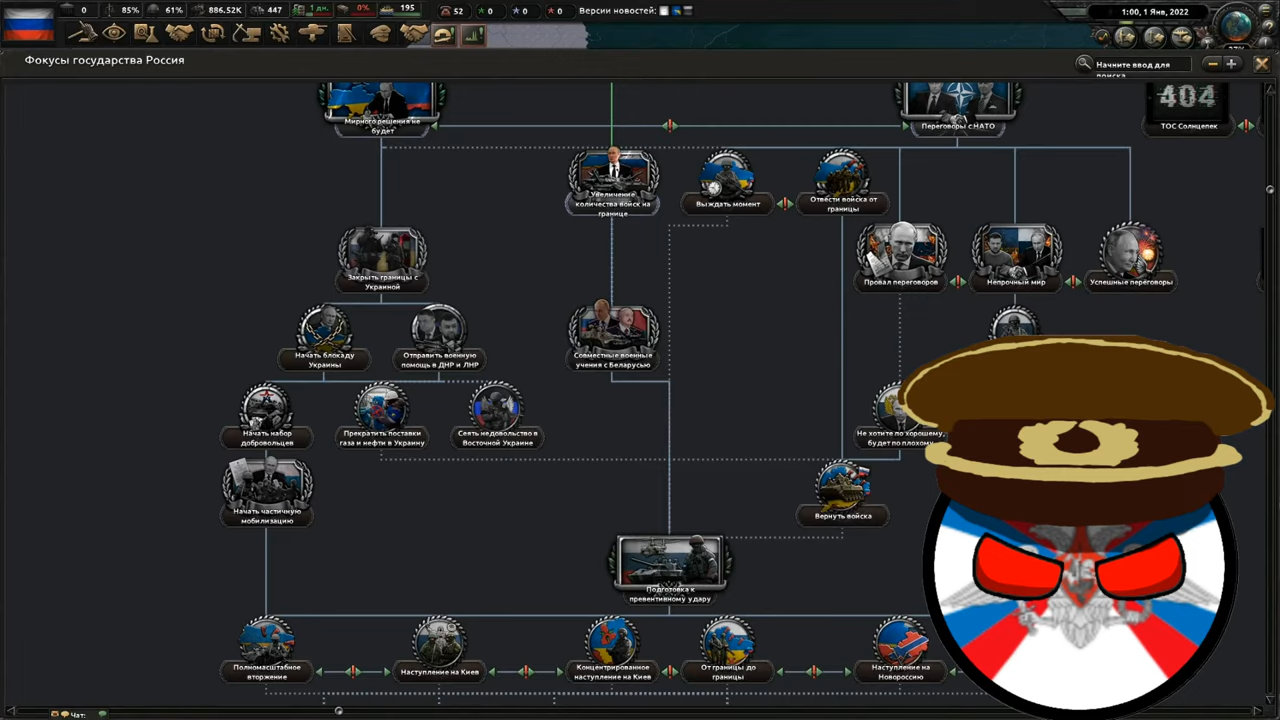 0 85% 61% 886.52K 447 1 дн. 0% 195 52 0 0 0 Версии новостей: 1:00, 1 Янв, 2022
Фокусы государства Россия
Начните ввод для
поиска
404
Мирного решения не
будет
Переговоры с НАТО
ТОС Солнцепек
Увеличение
количества войск на
границе
Выждать момент
Отвести войска от
границы
Закрыть границы с
Украиной
Провал переговоров
Непрочный мир
Успешные переговоры
Начать блокаду
Украины
Отправить военную
помощь в ДНР и ЛНР
Совместные военные
учения с Беларусью
Начать набор
добровольцев
Прекратить поставки
газа и нефти в Украину
Сеять недовольство в
Восточной Украине
Не хотите по хорошему,
будет по плохому
Начать частичную
мобилизацию
Вернуть войска
Подготовка к
превентивному удару
Полномасштабное
вторжение
Наступление на Киев
Концентрированное
наступление на Киев
От границы до
границы
Наступление на
Новороссию
Чат: